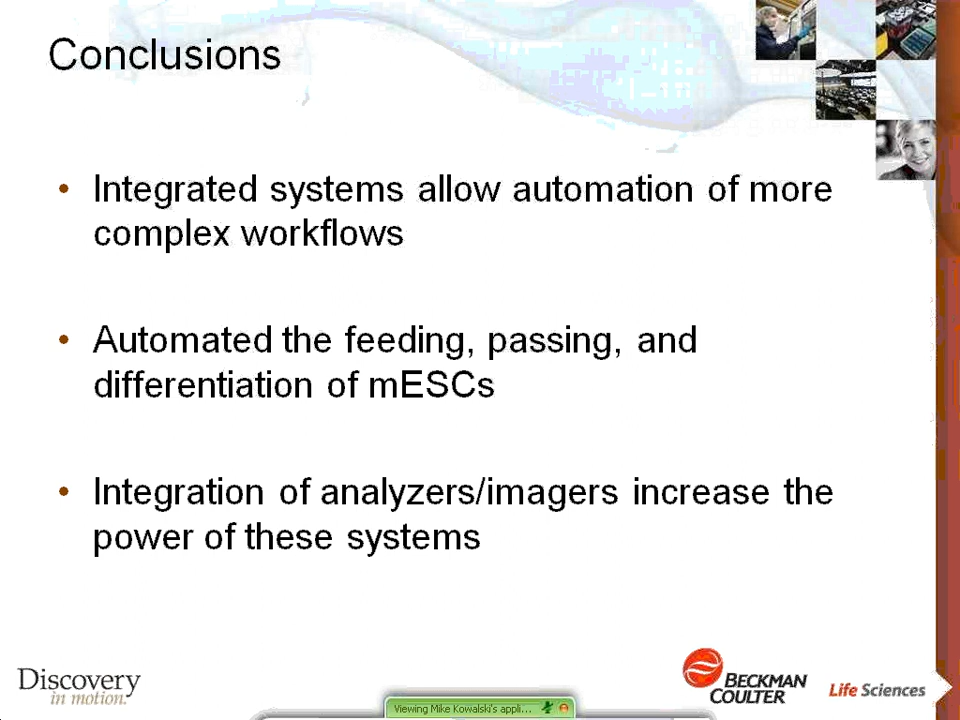 Conclusions
• Integrated systems allow automation of more
complex workflows
• Automated the feeding, passing, and
differentiation of mESCs
• Integration of analyzers/imagers increase the
power of these systems
Discovery
in motion.
BECKMAN
COULTER
Life Sciences
Viewing Mike Kowalski's appli...